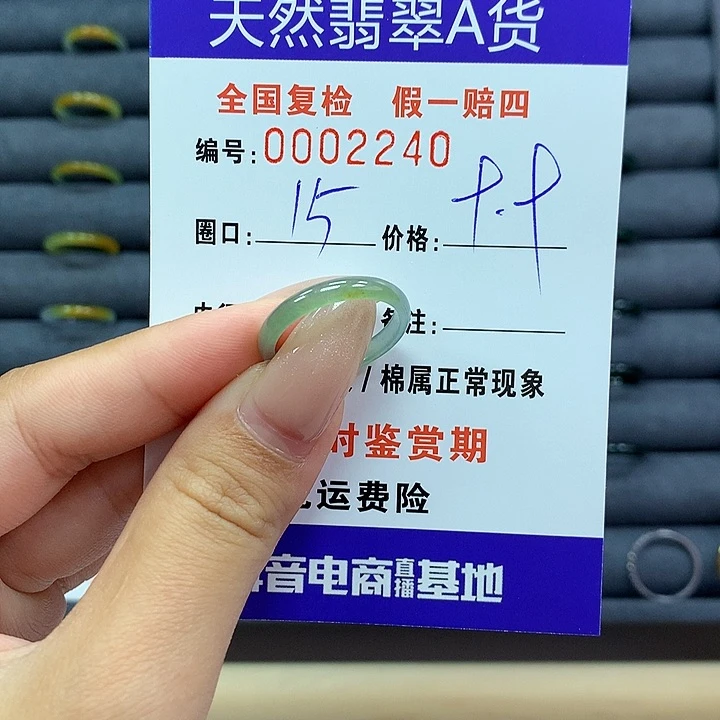 天然翡翠A货
全国复检 假一赔四
编号:0002240
圈口: 15 价格:
注:
/棉属正常现象
时鉴赏期
运费险
音电商直播基地